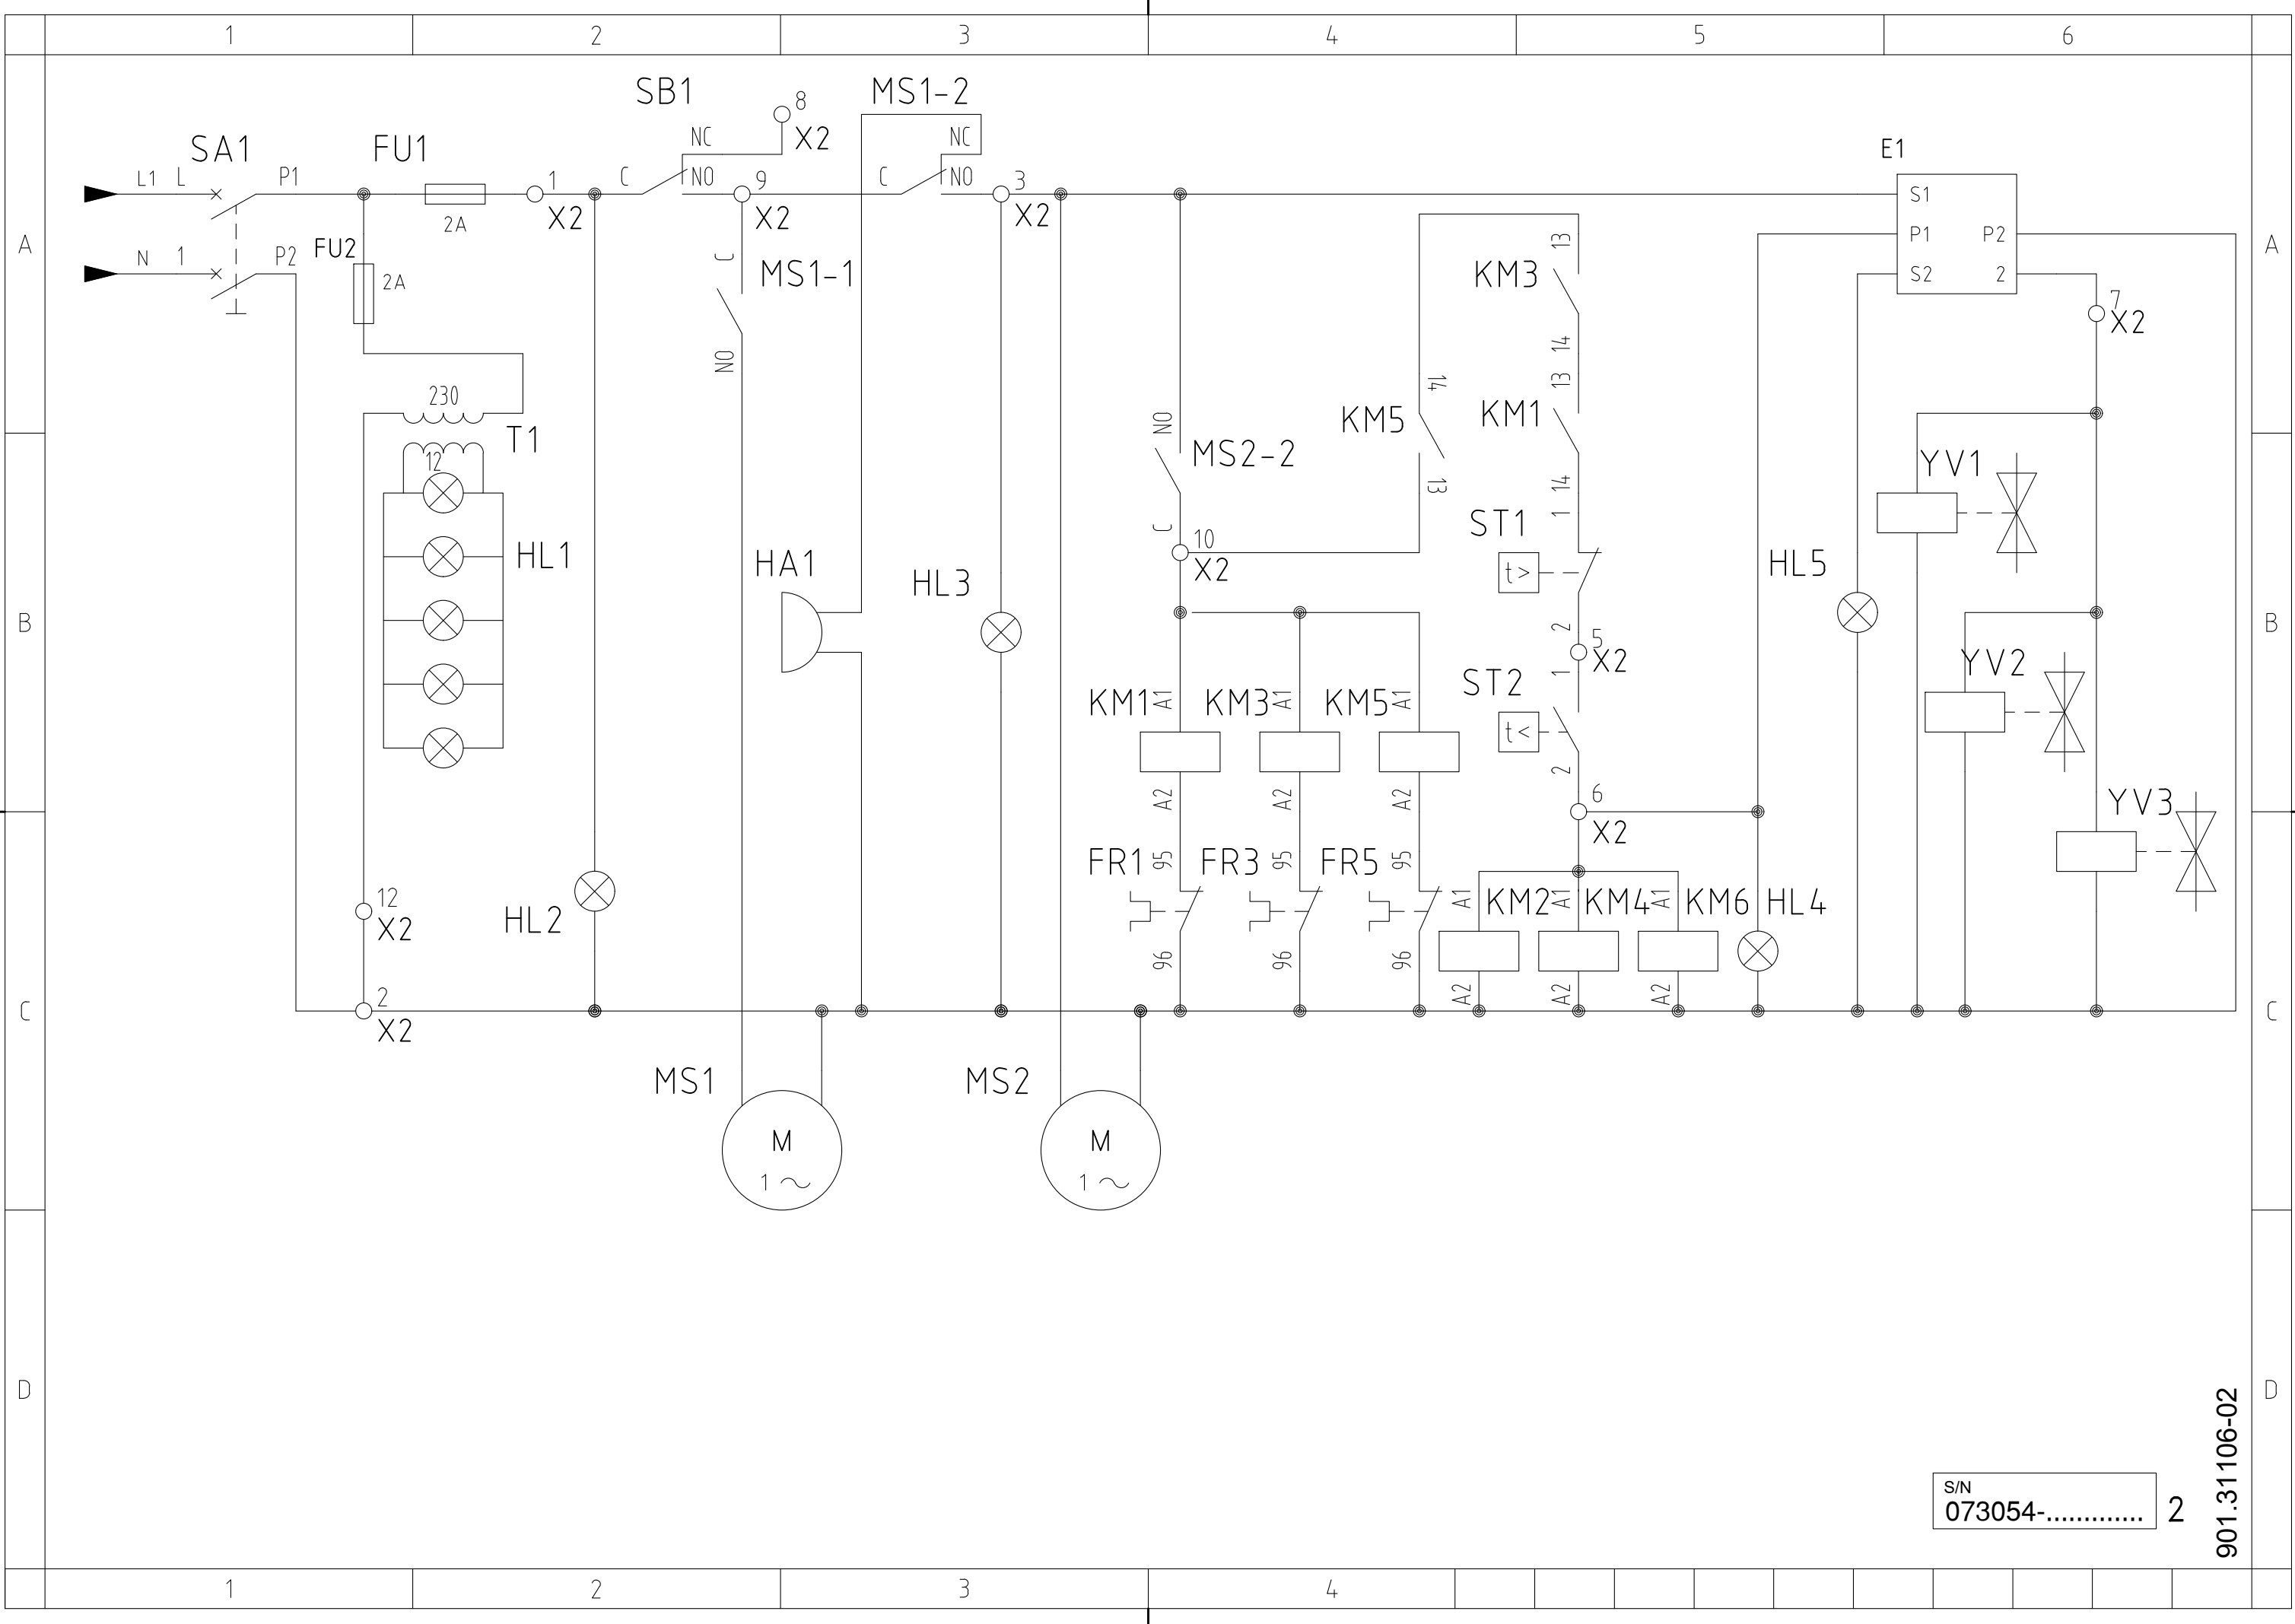 1 2 3 4 5 6
SB1 8 MS1-2
SA1 FU1 NC X2 NC E1
L1 L P1 1 C NO 9 C NO 3 S1
2A X2 X2 X2
A FU2 P1 P2 A
N 1 P2 2A C MS1-1 13 KM3 S2 2
7
X2
NO 14
230 14 13
T1 NO KM5 KM1
12 MS2-2 YV1
13 14
C 1 ST1
10
HL1 HA1 X2 HL5
HL3 t>
B 2 5 B
X2 YV2
1 ST2
KM1 A1 KM3 A1 KM5 A1
t<
2
A2 A2 A2 6 YV3
X2
FR1 95 FR3 95 FR5 95
12 A1 KM2 A1 KM4 A1 KM6 HL4
X2 HL2
96 96 96
2 A2 A2 A2
C X2 C
MS1 MS2
M M
1~ 1~
D D
S/N
073054-............. 2
901.31106-02
1 2 3 4